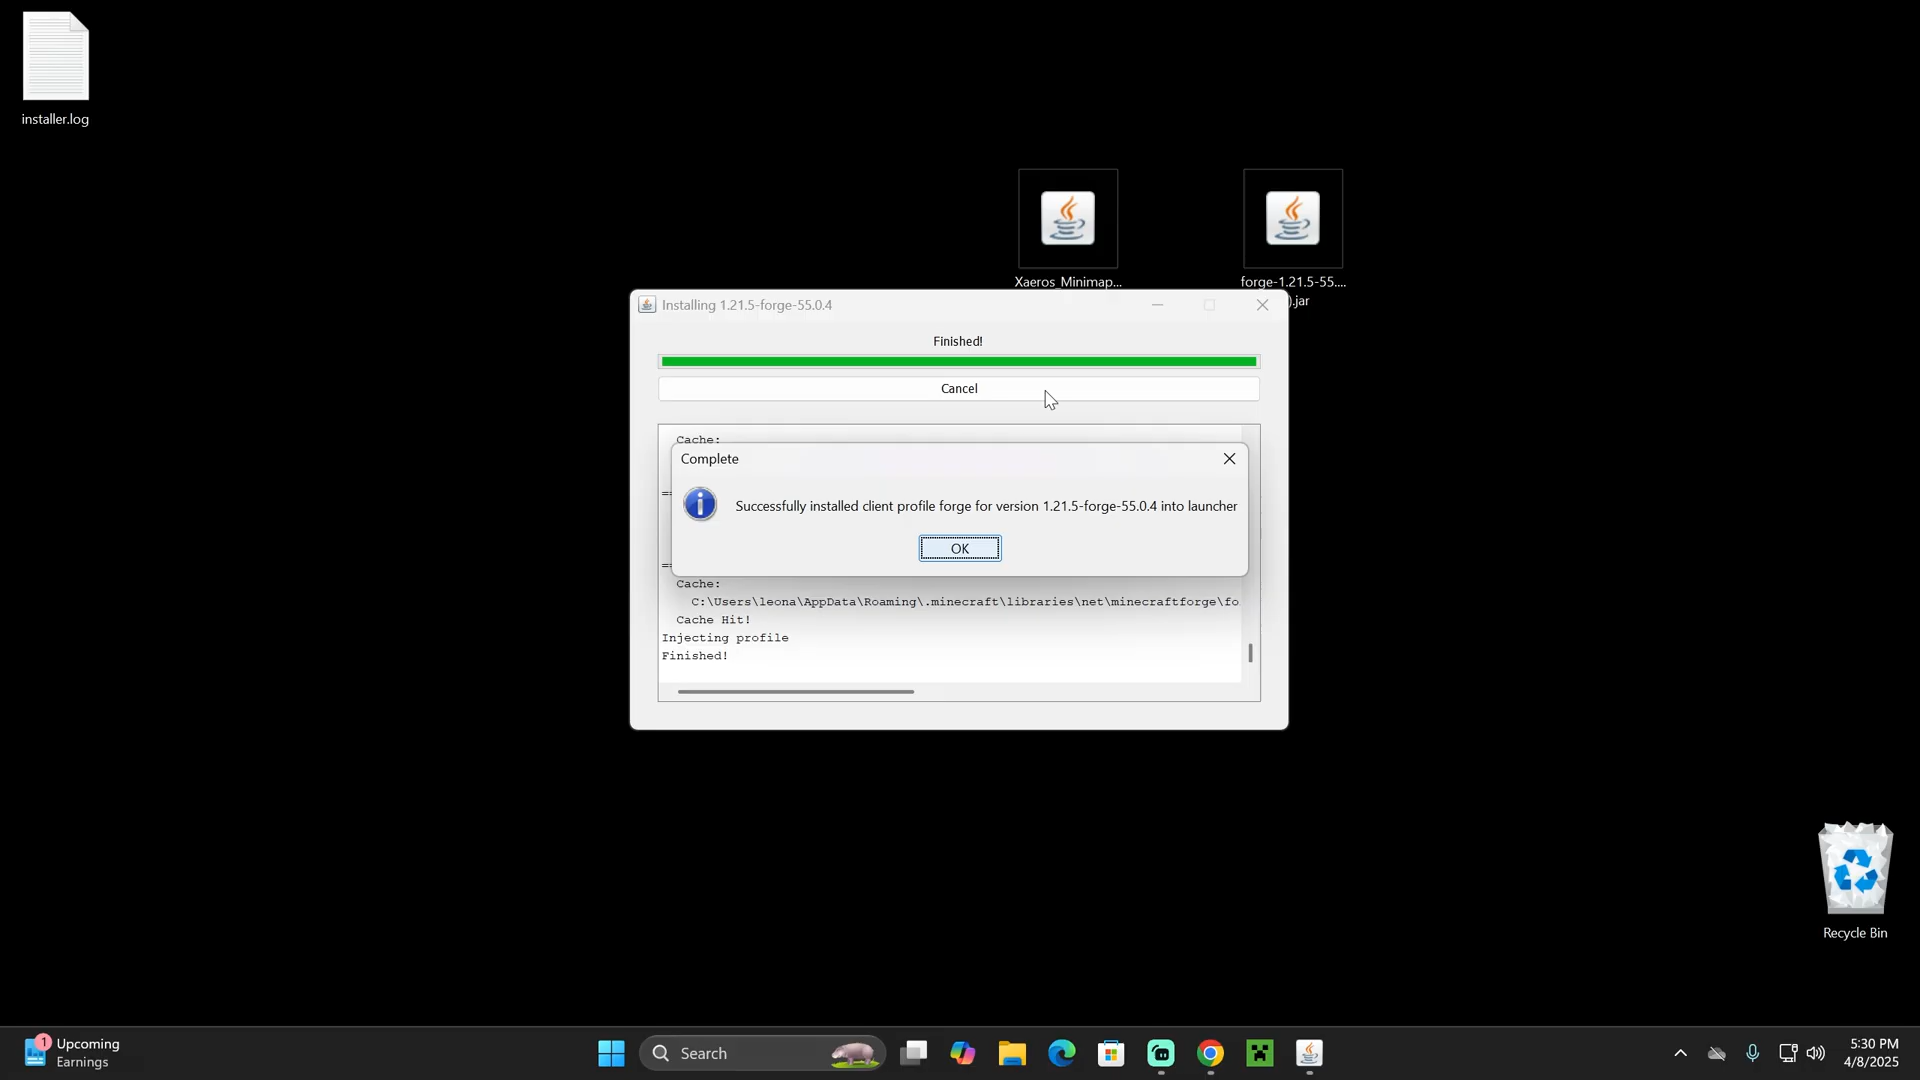 installer.log
Xaeros_Minimap...
forge-1.21.5-55....
).jar
Installing 1.21.5-forge-55.0.4
Finished!
Cancel
Cache:
Complete
Successfully installed client profile forge for version 1.21.5-forge-55.0.4 into launcher
OK
Cache:
C:\Users\leona\AppData\Roaming\.minecraft\libraries\net\minecraftforge\fo
Cache Hit!
Injecting profile
Finished!
Recycle Bin
1
Upcoming
Earnings
Search
5:30 PM
4/8/2025